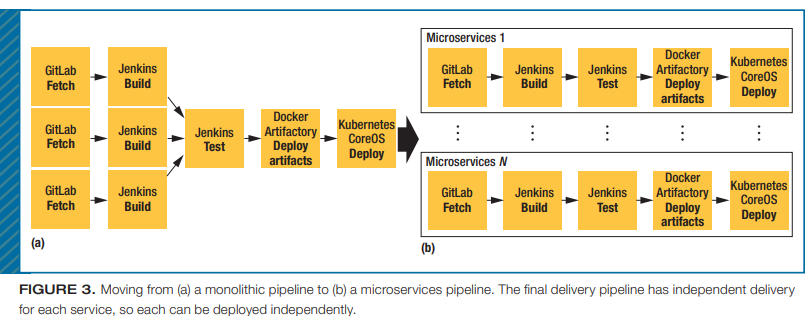 GitLab
Fetch
Jenkins
Build
GitLab
Fetch
Jenkins
Build
Jenkins
Test
Docker
Artifactory
Deploy
artifacts
Kubernetes
CoreOS
Deploy
GitLab
Fetch
Jenkins
Build
(a)
Microservices 1
GitLab
Fetch
Jenkins
Build
Jenkins
Test
Docker
Artifactory
Deploy
artifacts
Kubernetes
CoreOS
Deploy
Microservices N
GitLab
Fetch
Jenkins
Build
Jenkins
Test
Docker
Artifactory
Deploy
artifacts
Kubernetes
CoreOS
Deploy
(b)
FIGURE 3. Moving from (a) a monolithic pipeline to (b) a microservices pipeline. The final delivery pipeline has independent delivery
for each service, so each can be deployed independently.